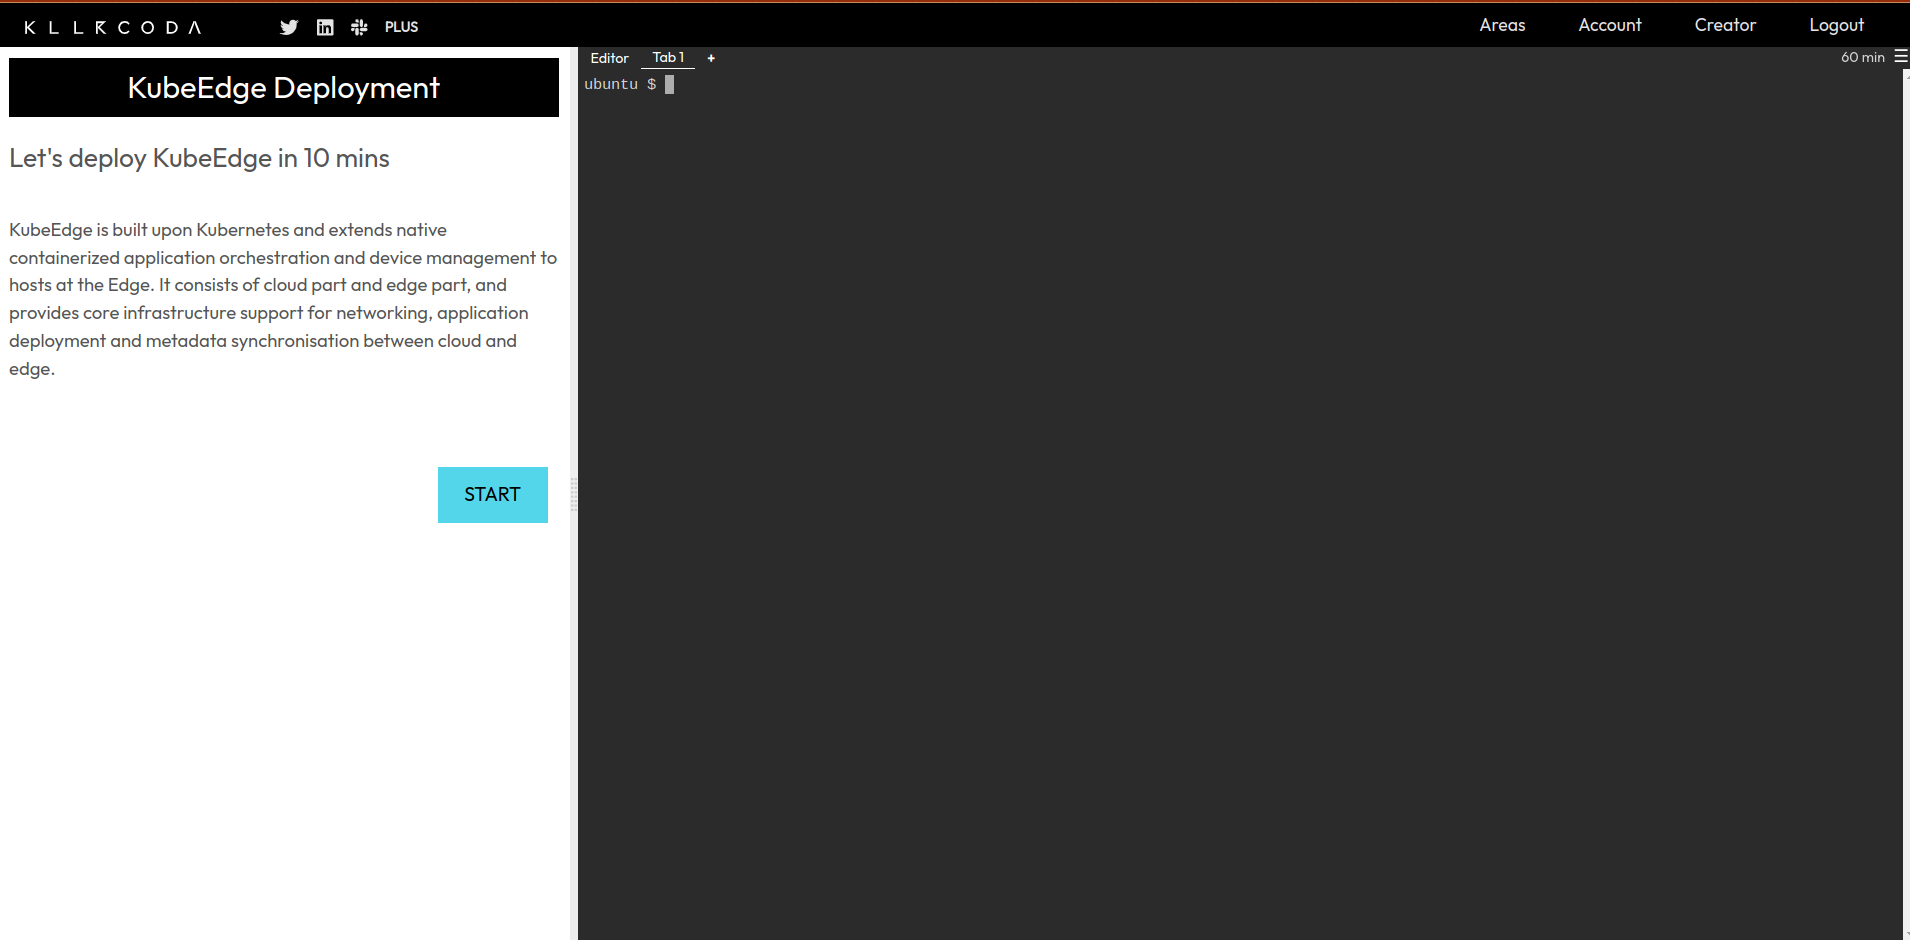 KLLRCODA PLUS Areas Account Creator Logout
KubeEdge Deployment
Let's deploy KubeEdge in 10 mins
KubeEdge is built upon Kubernetes and extends native
containerized application orchestration and device management to
hosts at the Edge. It consists of cloud part and edge part, and
provides core infrastructure support for networking, application
deployment and metadata synchronisation between cloud and
edge.
START
Editor Tab 1 + 60 min
ubuntu $